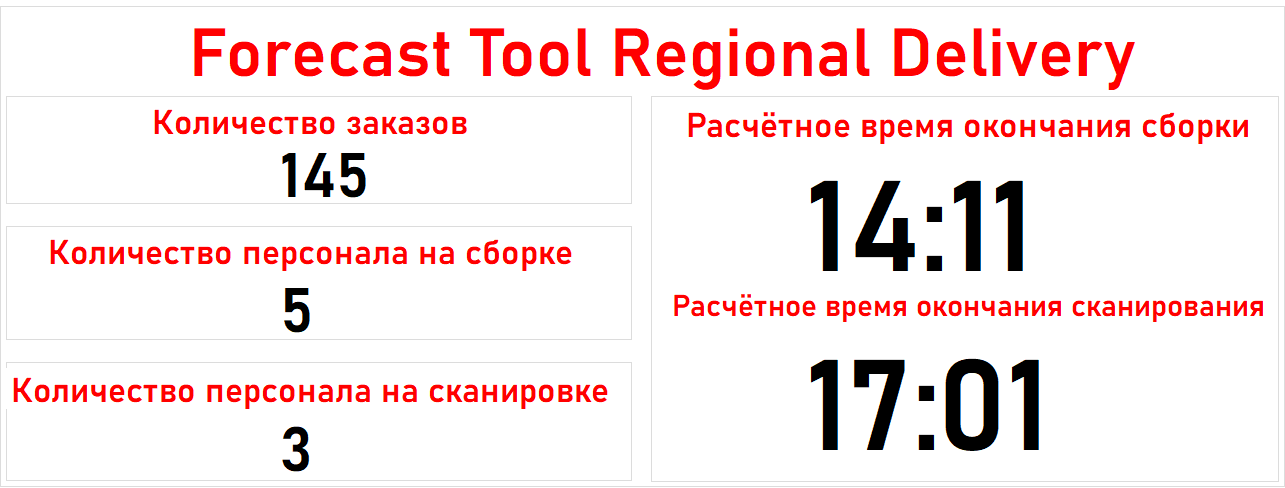 Forecast Tool Regional Delivery
Количество заказов
145
Количество персонала на сборке
5
Количество персонала на сканировке
3
Расчётное время окончания сборки
14:11
Расчётное время окончания сканирования
17:01